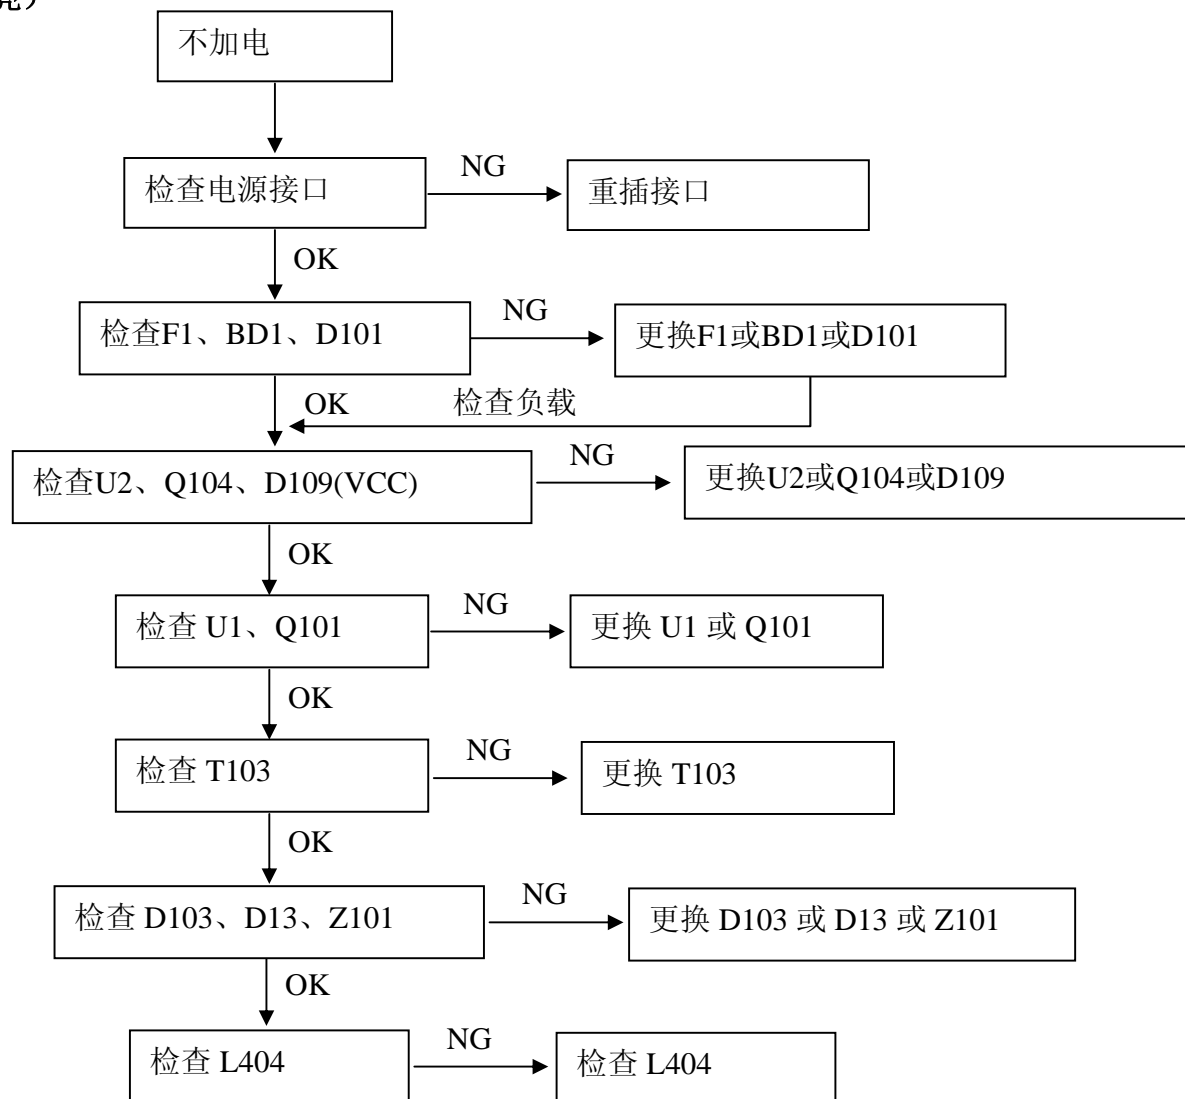 不加电
检查电源接口
NG
重插接口
OK
检查F1、BD1、D101
NG
更换F1或BD1或D101
OK
检查负载
检查U2、Q104、D109(VCC)
NG
更换U2或Q104或D109
OK
检查 U1、Q101
NG
更换 U1 或 Q101
OK
检查 T103
NG
更换 T103
OK
检查 D103、D13、Z101
NG
更换 D103 或 D13 或 Z101
OK
检查 L404
NG
检查 L404